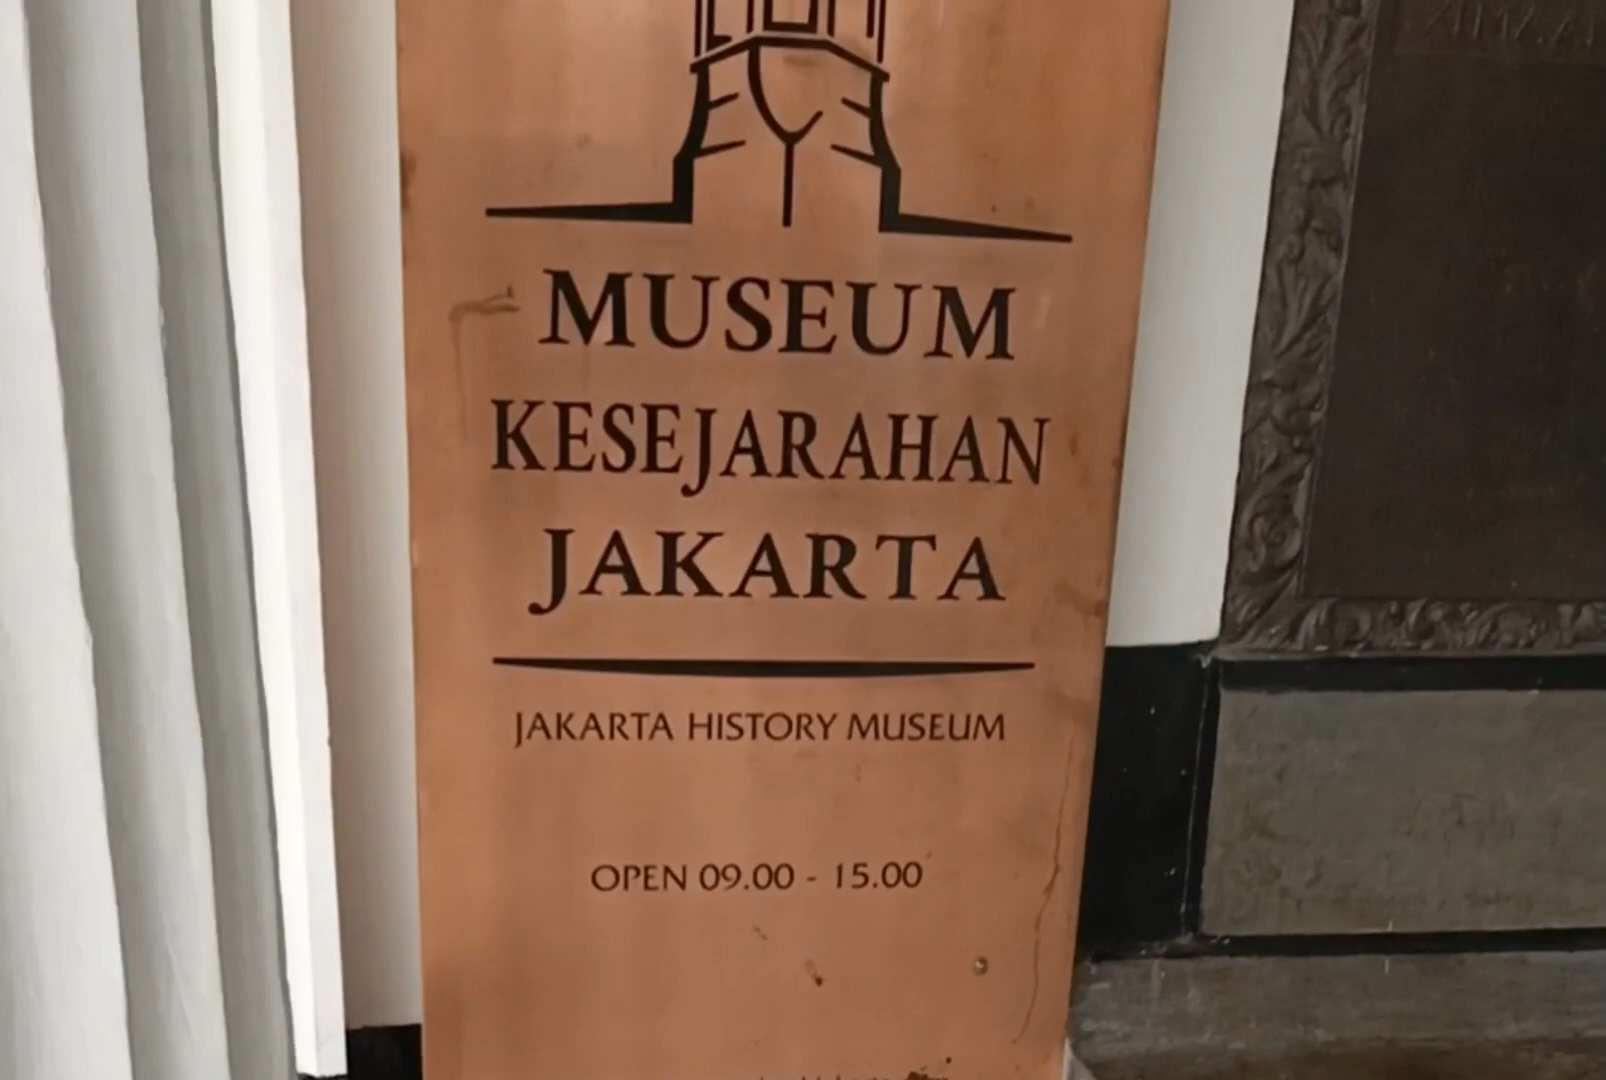 MUSEUM
KESEJARAHAN
JAKARTA
JAKARTA HISTORY MUSEUM
OPEN 09.00 - 15.00